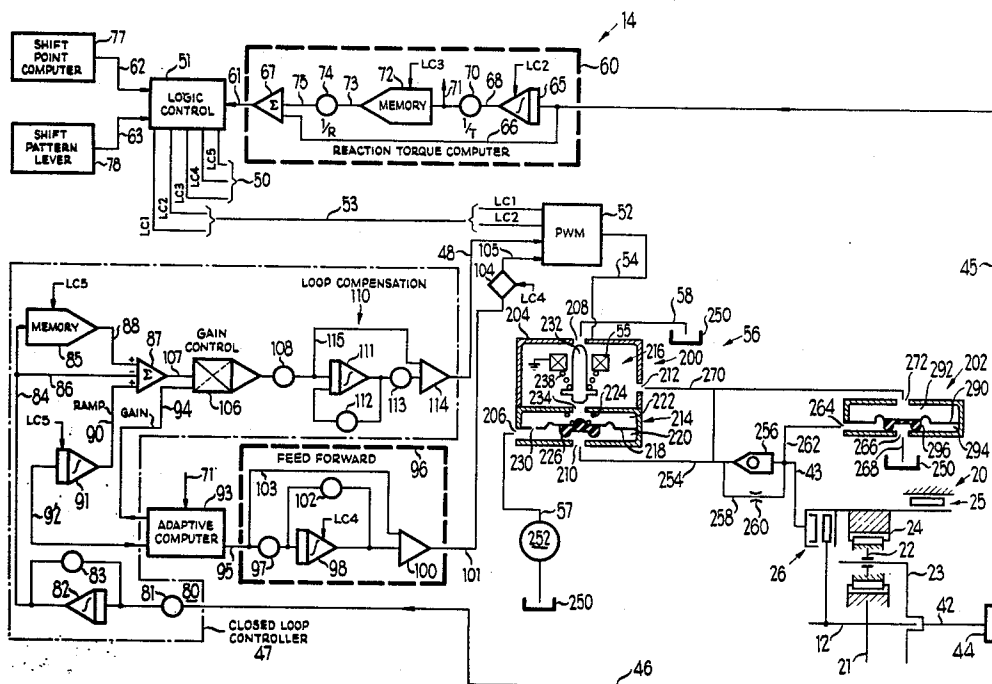 14
77
SHIFT
POINT
COMPUTER
62
51
LOGIC
CONTROL
61
67
Σ
75
74
1/R
73
72
LC3
MEMORY
71
70
1/T
68
LC2
65
66
60
REACTION TORQUE COMPUTER
63
SHIFT
PATTERN
LEVER
78
LC1
LC2
LC3
LC4
LC5
50
53
LC1
LC2
52
PWM
54
45
48
105
104
LC4
LOOP COMPENSATION
110
LC5
MEMORY
85
88
87
Σ
+
-
+
GAIN
CONTROL
107
106
108
115
111
112
113
114
84
86
RAMP
90
GAIN
94
LC5
91
92
71
93
ADAPTIVE
COMPUTER
95
FEED FORWARD
96
103
102
97
LC4
98
100
101
83
82
81
80
CLOSED LOOP
CONTROLLER
47
46
58
250
56
208
204
232
55
216
200
212
238
234
224
222
214
206
220
218
230
226
210
270
272
202
292
290
264
262
266
268
250
296
294
256
254
43
258
260
57
252
250
20
25
24
22
26
23
12
21
42
44